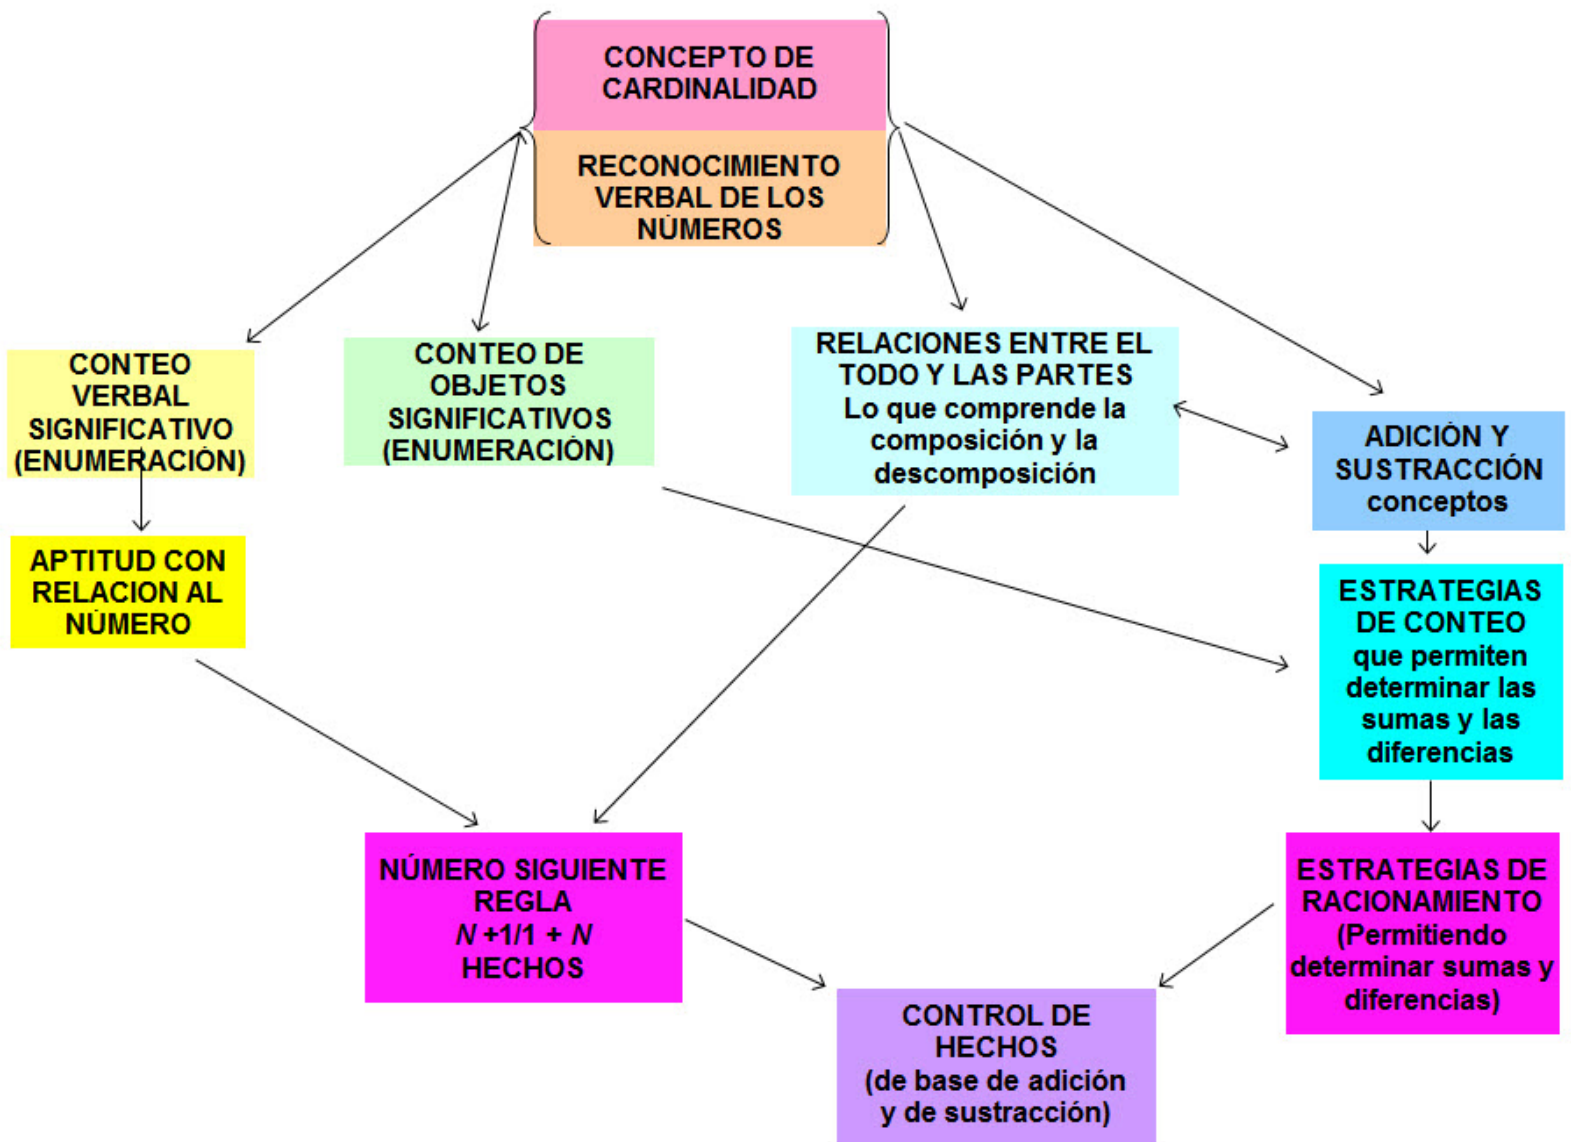 CONCEPTO DE
CARDINALIDAD
RECONOCIMIENTO
VERBAL DE LOS
NÚMEROS
CONTEO
VERBAL
SIGNIFICATIVO
(ENUMERACIÓN)
CONTEO DE
OBJETOS
SIGNIFICATIVOS
(ENUMERACIÓN)
RELACIONES ENTRE EL
TODO Y LAS PARTES
Lo que comprende la
composición y la
descomposición
ADICIÓN Y
SUSTRACCIÓN
conceptos
APTITUD CON
RELACION AL
NÚMERO
ESTRATEGIAS
DE CONTEO
que permiten
determinar las
sumas y las
diferencias
NÚMERO SIGUIENTE
REGLA
N +1/1 + N
HECHOS
ESTRATEGIAS DE
RACIONAMIENTO
(Permitiendo
determinar sumas y
diferencias)
CONTROL DE
HECHOS
(de base de adición
y de sustracción)